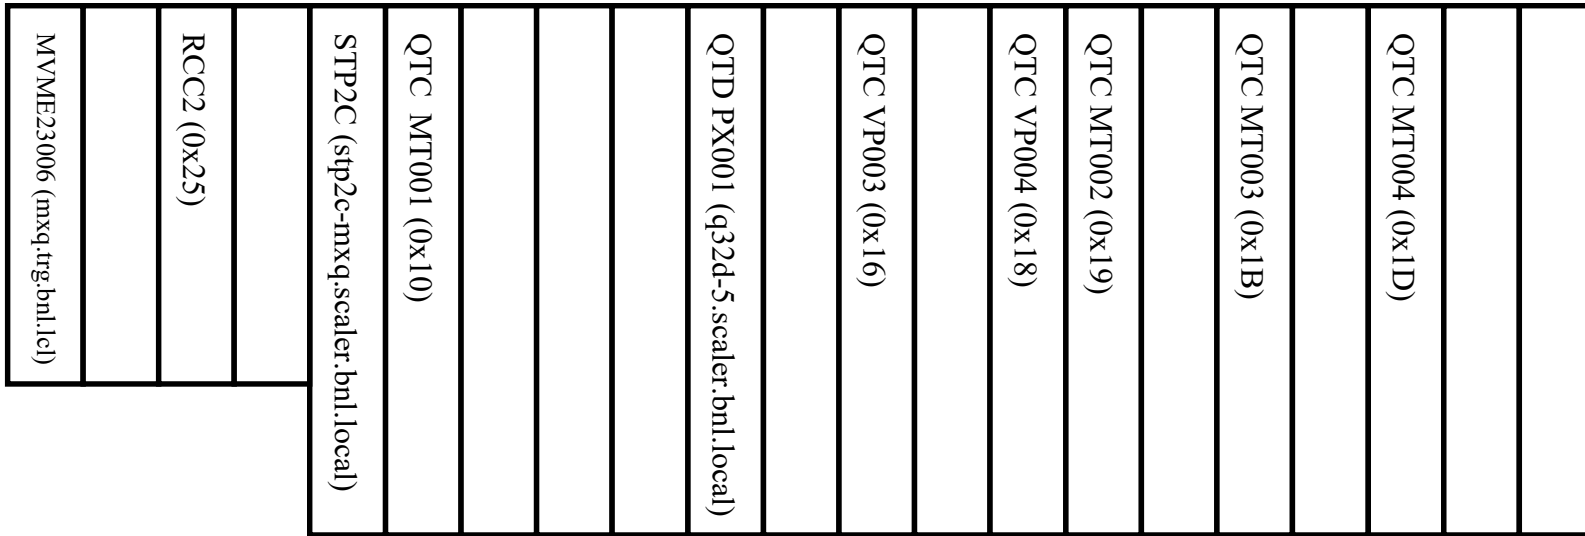 MVME23006 (mxq.trg.bnl.lcl)
RCC2 (0x25)
STP2C (stp2c-mxq.scaler.bnl.local)
QTC MT001 (0x10)
QTD PX001 (q32d-5.scaler.bnl.local)
QTC VP003 (0x16)
QTC VP004 (0x18)
QTC MT002 (0x19)
QTC MT003 (0x1B)
QTC MT004 (0x1D)